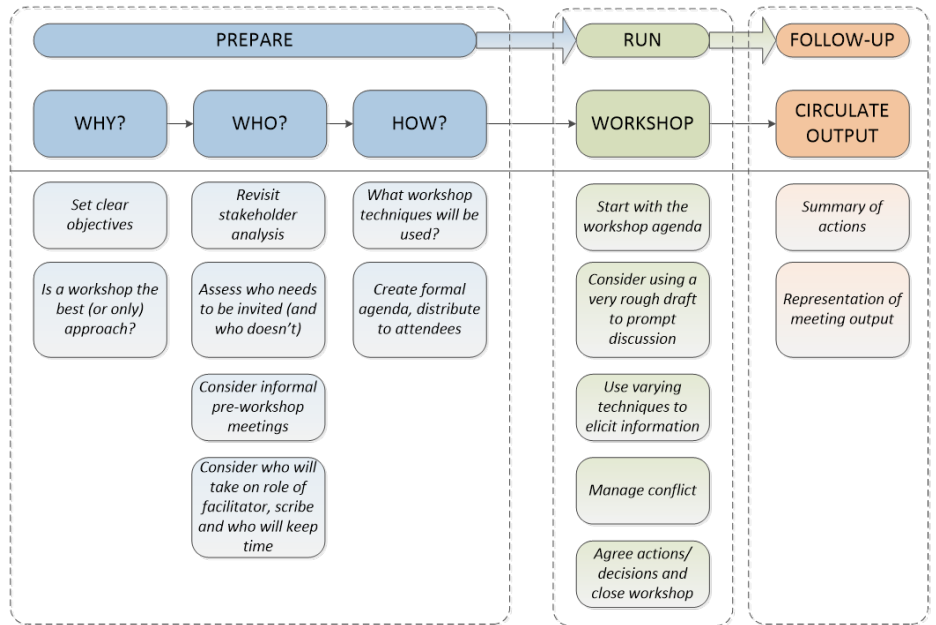 PREPARE
RUN
FOLLOW-UP
WHY?
WHO?
HOW?
WORKSHOP
CIRCULATE
OUTPUT
Set clear
objectives
Is a workshop the
best (or only)
approach?
Revisit
stakeholder
analysis
Assess who needs
to be invited (and
who doesn't)
Consider informal
pre-workshop
meetings
Consider who will
take on role of
facilitator, scribe
and who will keep
time
What workshop
techniques will be
used?
Create formal
agenda, distribute
to attendees
Start with the
workshop agenda
Consider using a
very rough draft
to prompt
discussion
Use varying
techniques to
elicit information
Manage conflict
Agree actions/
decisions and
close workshop
Summary of
actions
Representation of
meeting output